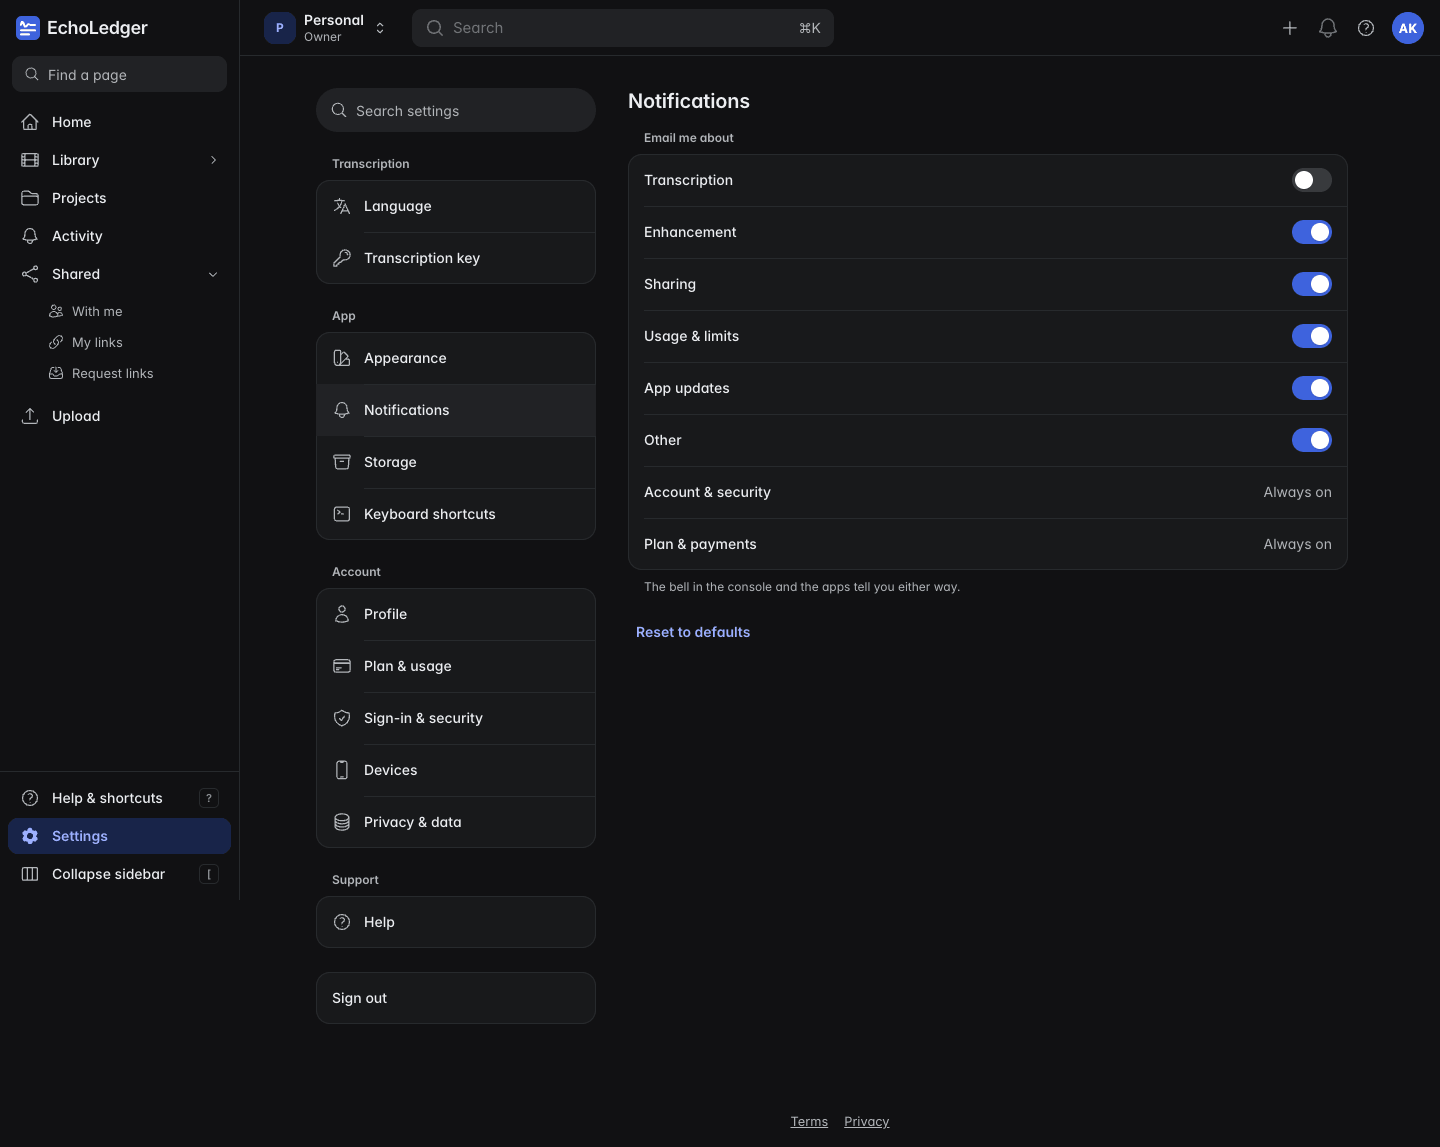 EchoLedger
Find a page
Home
Library
Projects
Activity
Shared
With me
My links
Request links
Upload
Help & shortcuts ?
Settings
Collapse sidebar [
P
Personal
Owner
Search ⌘K
AK
Search settings
Transcription
Language
Transcription key
App
Appearance
Notifications
Storage
Keyboard shortcuts
Account
Profile
Plan & usage
Sign-in & security
Devices
Privacy & data
Support
Help
Sign out
Notifications
Email me about
Transcription
Enhancement
Sharing
Usage & limits
App updates
Other
Account & security Always on
Plan & payments Always on
The bell in the console and the apps tell you either way.
Reset to defaults
Terms Privacy